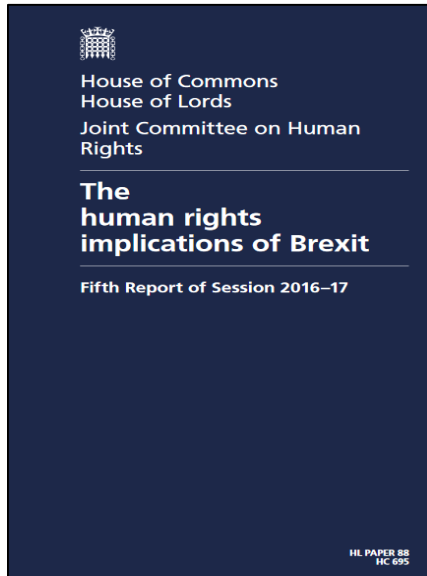 House of Commons
House of Lords
Joint Committee on Human
Rights
The
human rights
implications of Brexit
Fifth Report of Session 2016–17
HL PAPER 88
HC 695